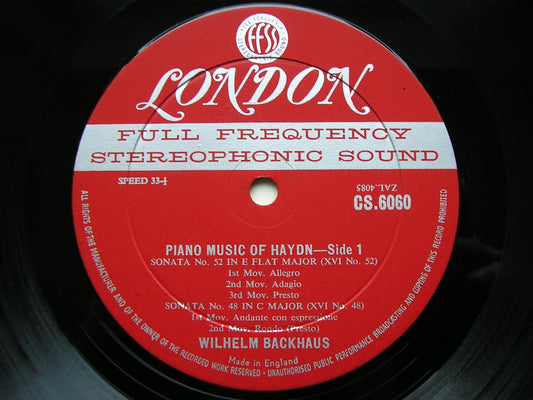 FULL FREQUENCY RANGE
FFSS
LONDON
FULL FREQUENCY
STEREOPHONIC SOUND
SPEED 33⅓
ZAL.4085
CS.6060
PIANO MUSIC OF HAYDN—Side 1
SONATA No. 52 IN E FLAT MAJOR (XVI No. 52)
1st Mov. Allegro
2nd Mov. Adagio
3rd Mov. Presto
SONATA No. 48 IN C MAJOR (XVI No. 48)
1st Mov. Andante con espressione
2nd Mov. Rondo (Presto)
WILHELM BACKHAUS
Made in England
ALL RIGHTS OF THE MANUFACTURER AND OF THE OWNER OF THE RECORDED WORK RESERVED • UNAUTHORISED PUBLIC PERFORMANCE BROADCASTING AND COPYING OF THIS RECORD PROHIBITED